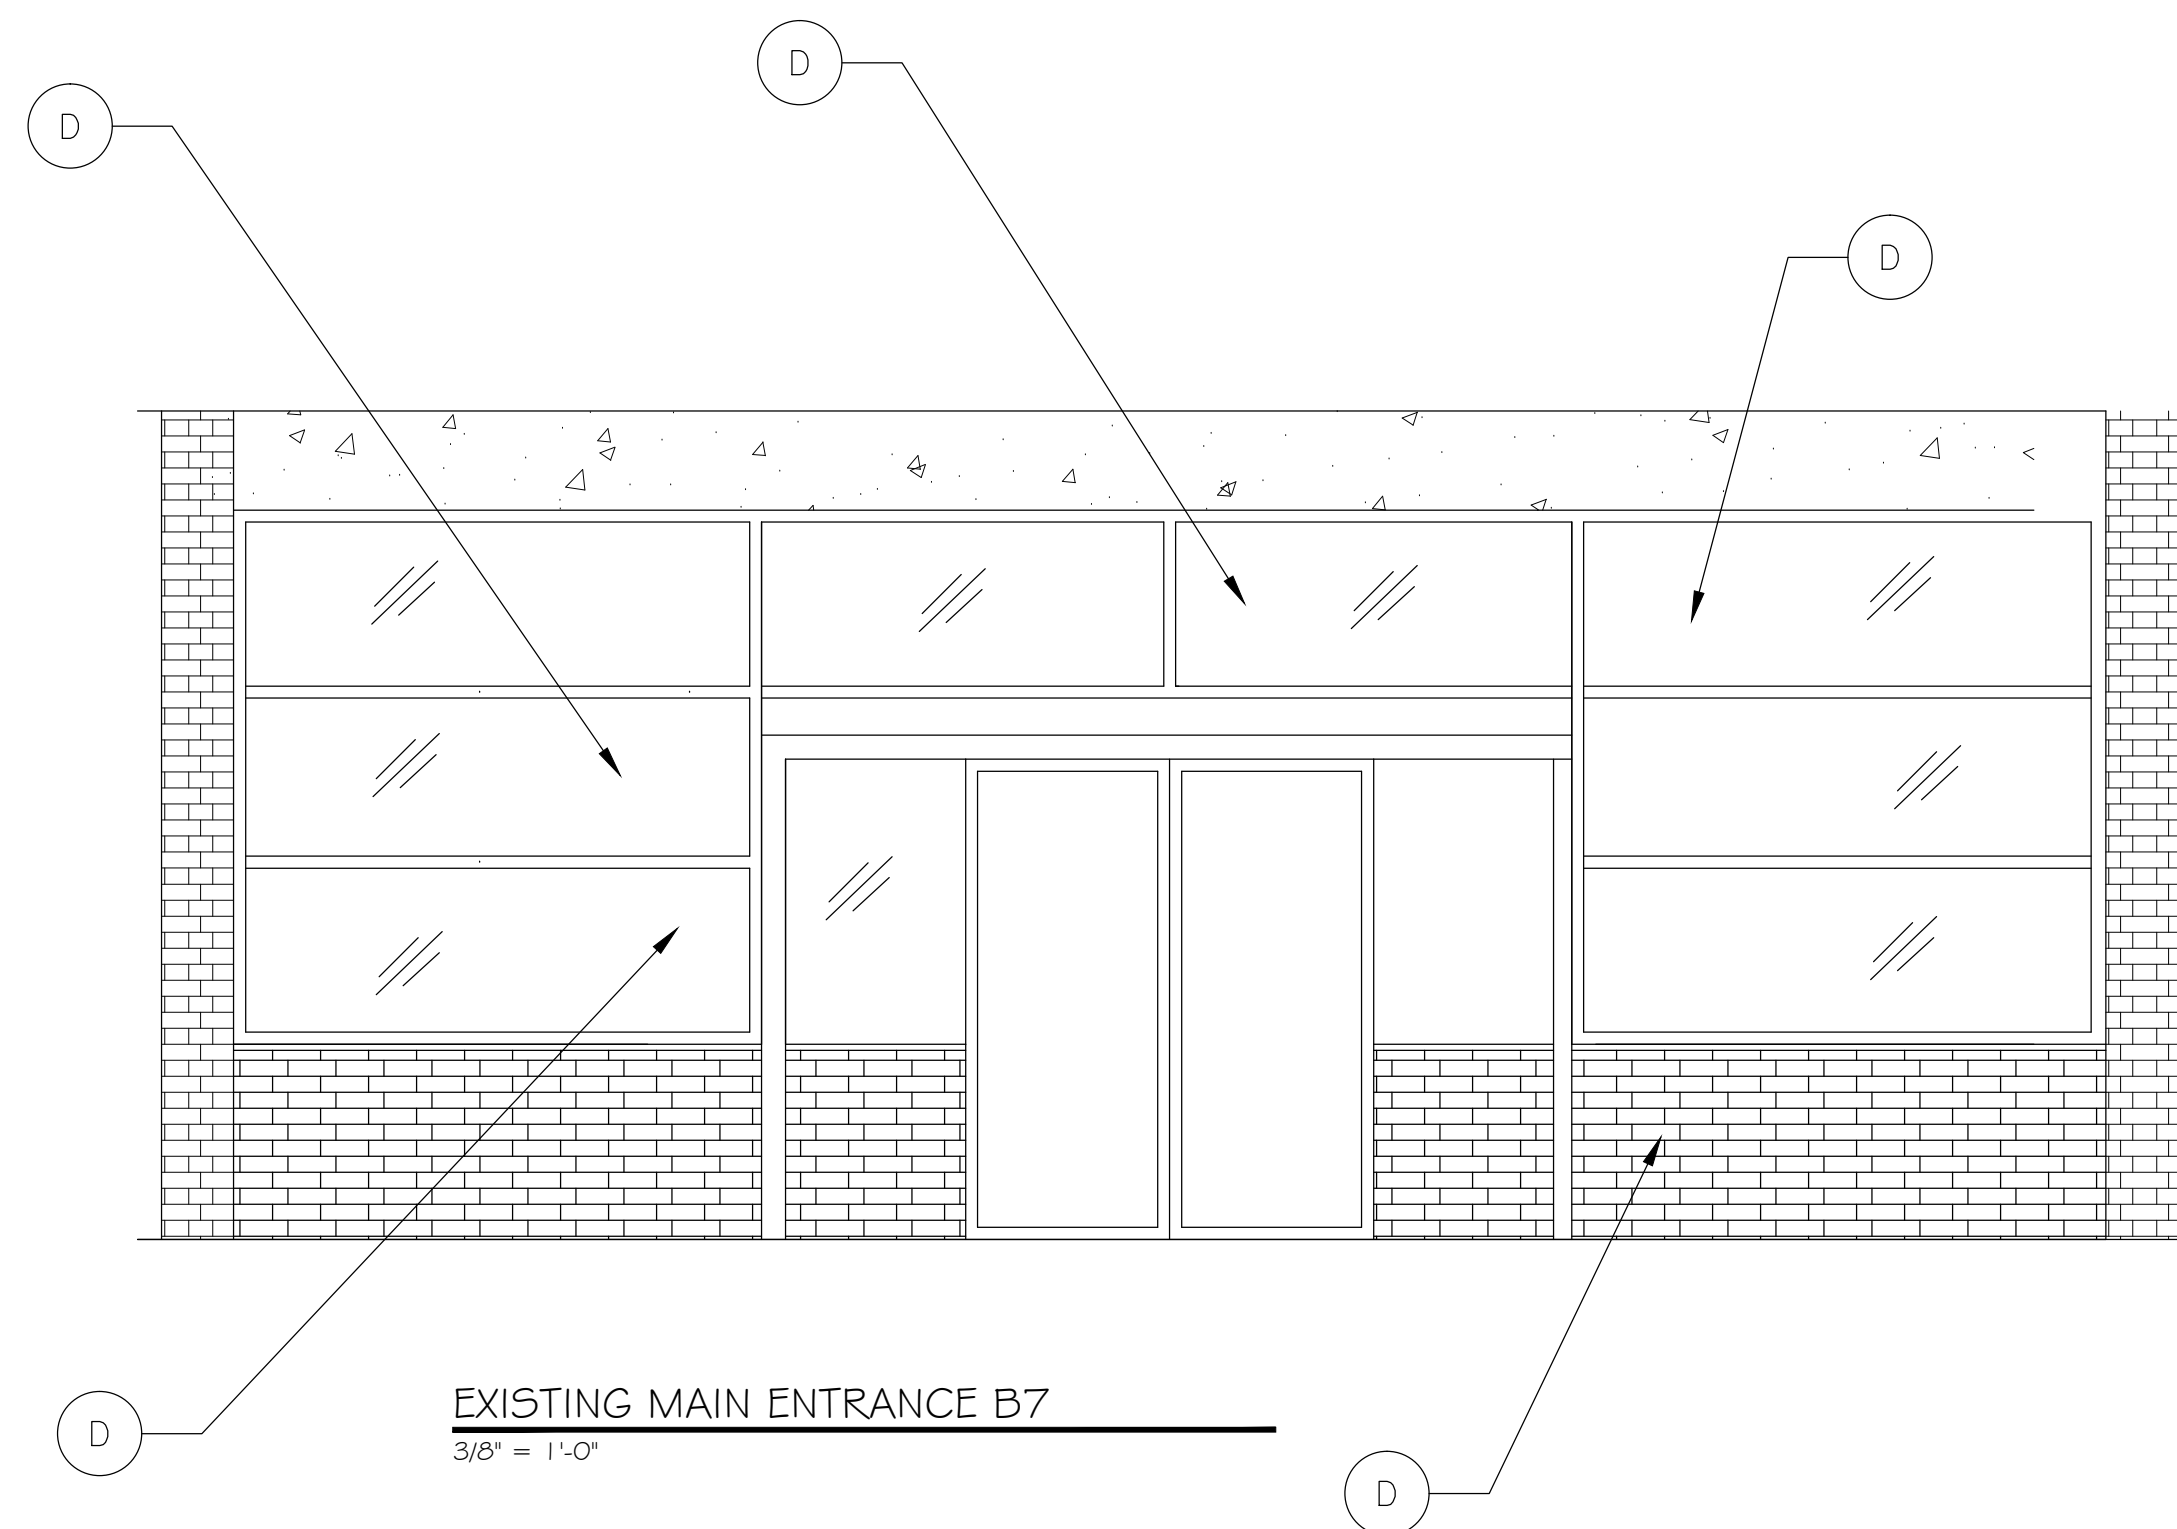 D
D
D
D
EXISTING MAIN ENTRANCE B7
3/8" = 1'-0"
D